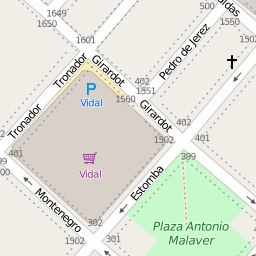 1650
1649
1601
Tronador
Girardot
402
1551
Pedro de Jerez
1550
P
Vidal
1560
Girardot
Tronador
402
401
1502
399
401
Vidal
Estomba
Montenegro
302
1502
301
Plaza Antonio
Malaver